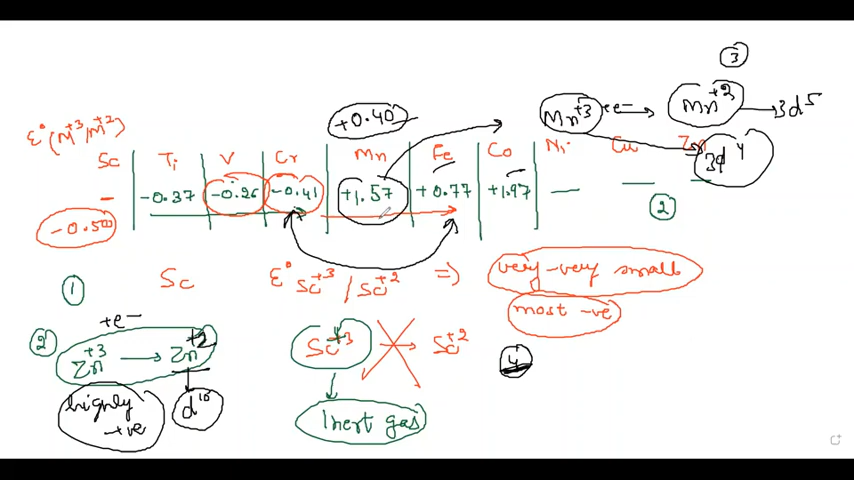 ③
Mn+3 +e- → Mn+2 → 3d5
+0.40
ε°(M+3/M+2)
Sc Ti V Cr Mn Fe Co Ni Cu Zn 3d4
– -0.37 -0.26 -0.41 +1.57 +0.77 +1.97 — — —
-0.500
②
① Sc ε° Sc+3 / Sc+2 ⇒ very-very small
most -ve
+e-
② Zn+3 → Zn+2 Sc+3 → Sc+2 4
highly +ve d10 Inert gas